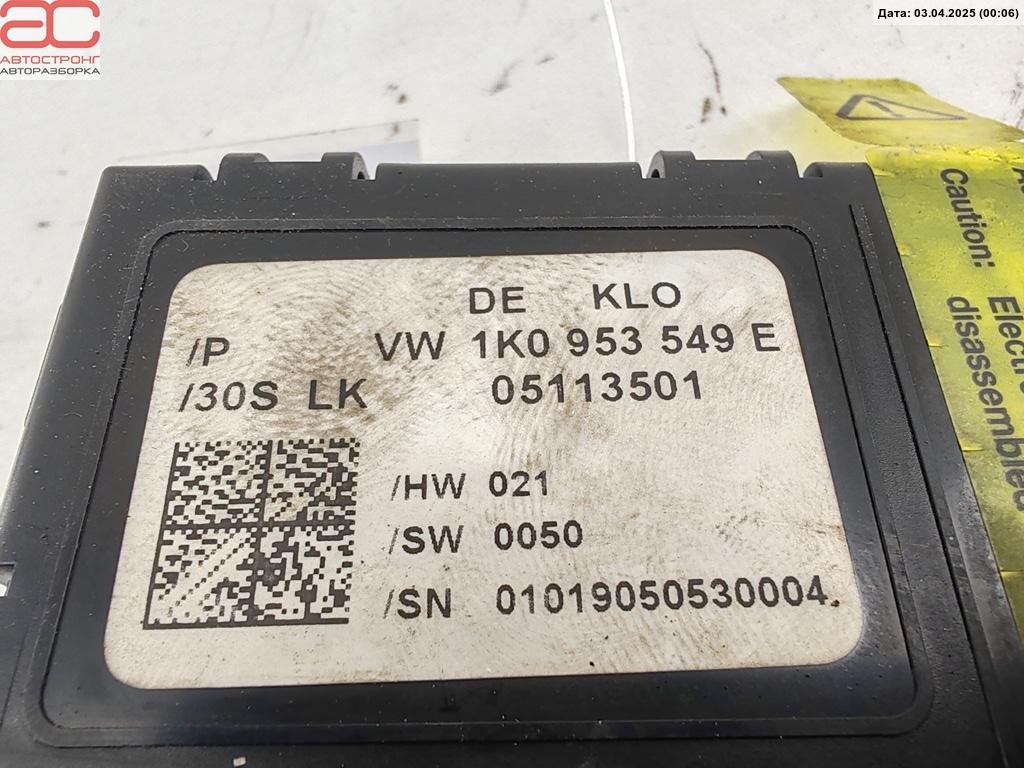 Дата: 03.04.2025 (00:06)
АС
АВТОСТРОНГ
АВТОРАЗБОРКА
DE KLO
/P VW 1K0 953 549 E
/30S LK 05113501
/HW 021
/SW 0050
/SN 01019050530004
Caution:
disassembled